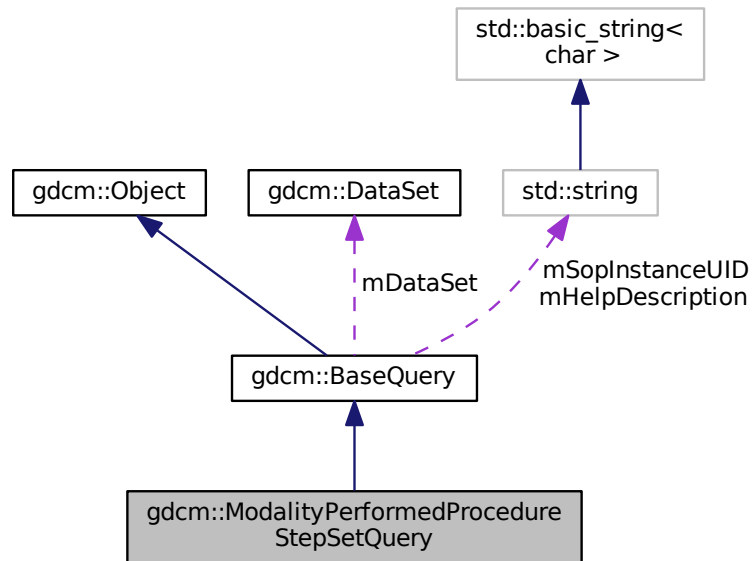 std::basic_string<
char >
gdcm::Object
gdcm::DataSet
std::string
mDataSet
mSopInstanceUID
mHelpDescription
gdcm::BaseQuery
gdcm::ModalityPerformedProcedure
StepSetQuery